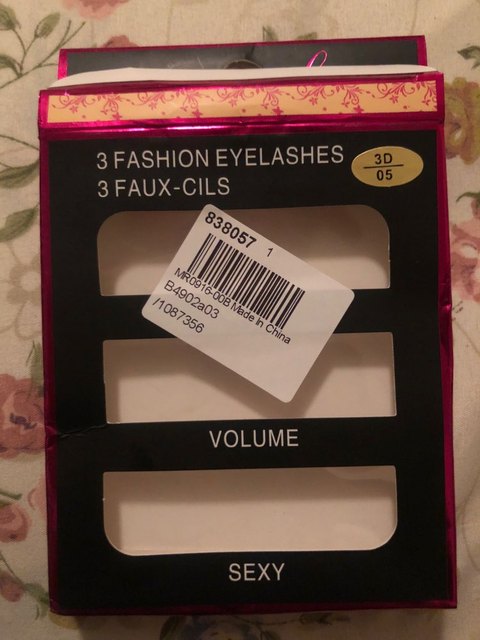 3 FASHION EYELASHES
3 FAUX-CILS
3D
05
838057 1
MR0916-00B Made In China
B4902a03
/1087356
VOLUME
SEXY